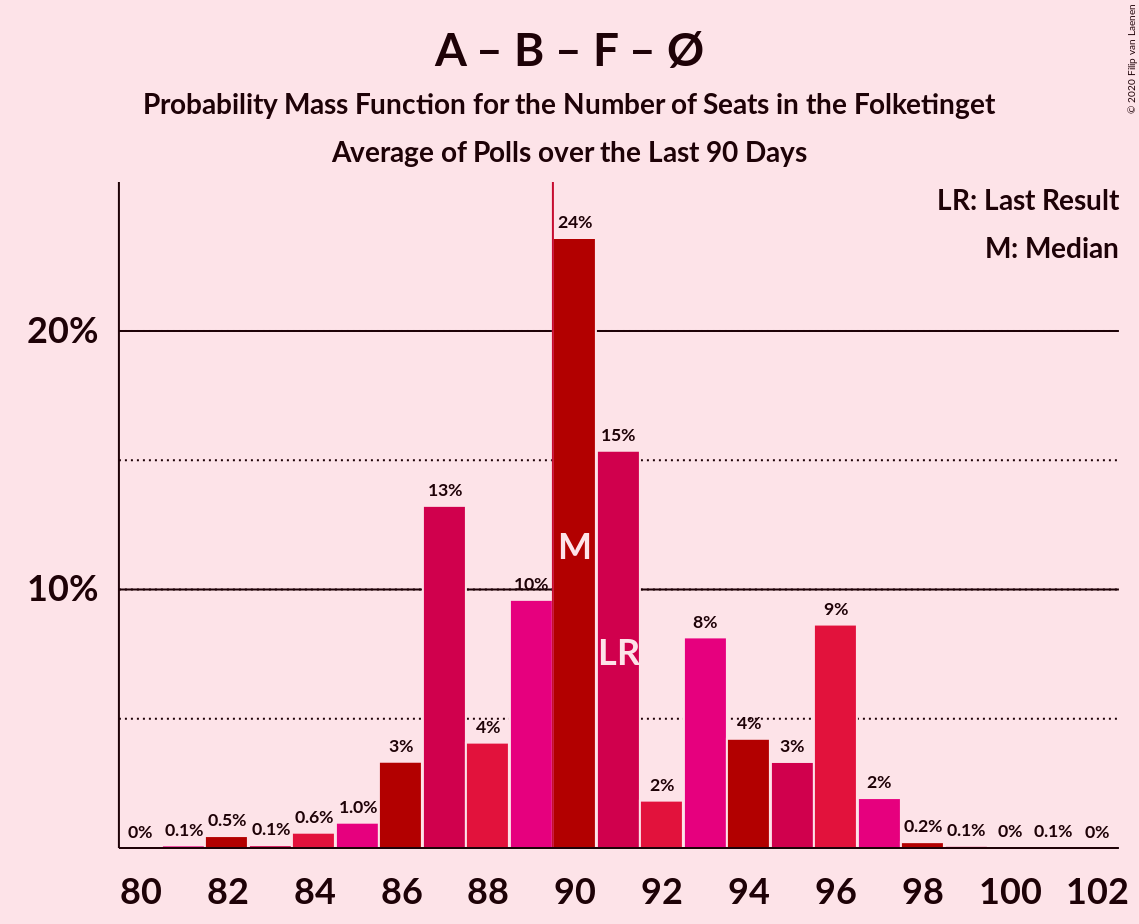 A – B – F – Ø
Probability Mass Function for the Number of Seats in the Folketinget
Average of Polls over the Last 90 Days
© 2020 Filip van Laenen
LR: Last Result
M: Median
20%
10%
0%
0.1%
0.5%
0.1%
0.6%
1.0%
3%
13%
4%
10%
24%
15%
2%
8%
4%
3%
9%
2%
0.2%
0.1%
0%
0.1%
0%
M
LR
80 82 84 86 88 90 92 94 96 98 100 102